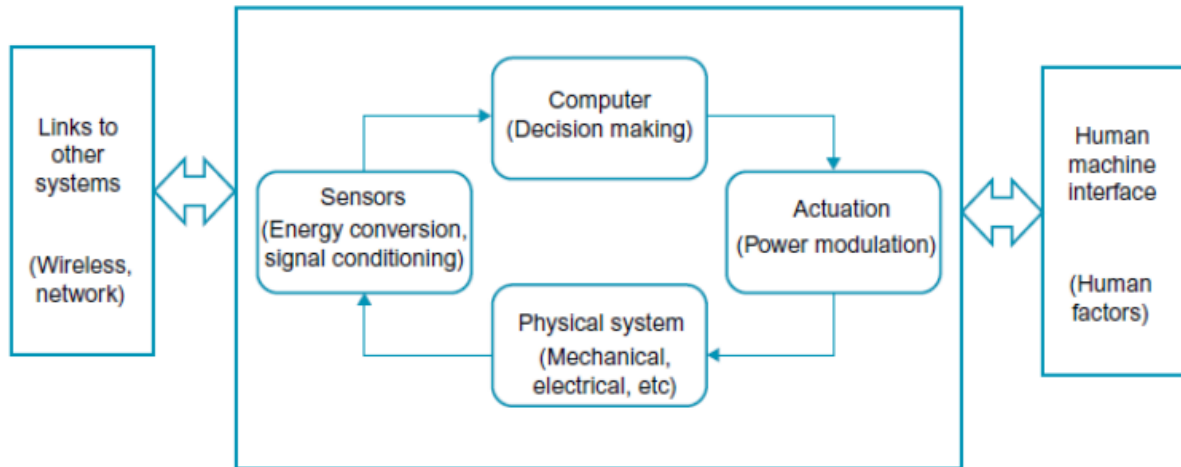 Links to
other
systems
(Wireless,
network)
Computer
(Decision making)
Sensors
(Energy conversion,
signal conditioning)
Actuation
(Power modulation)
Physical system
(Mechanical,
electrical, etc)
Human
machine
interface
(Human
factors)